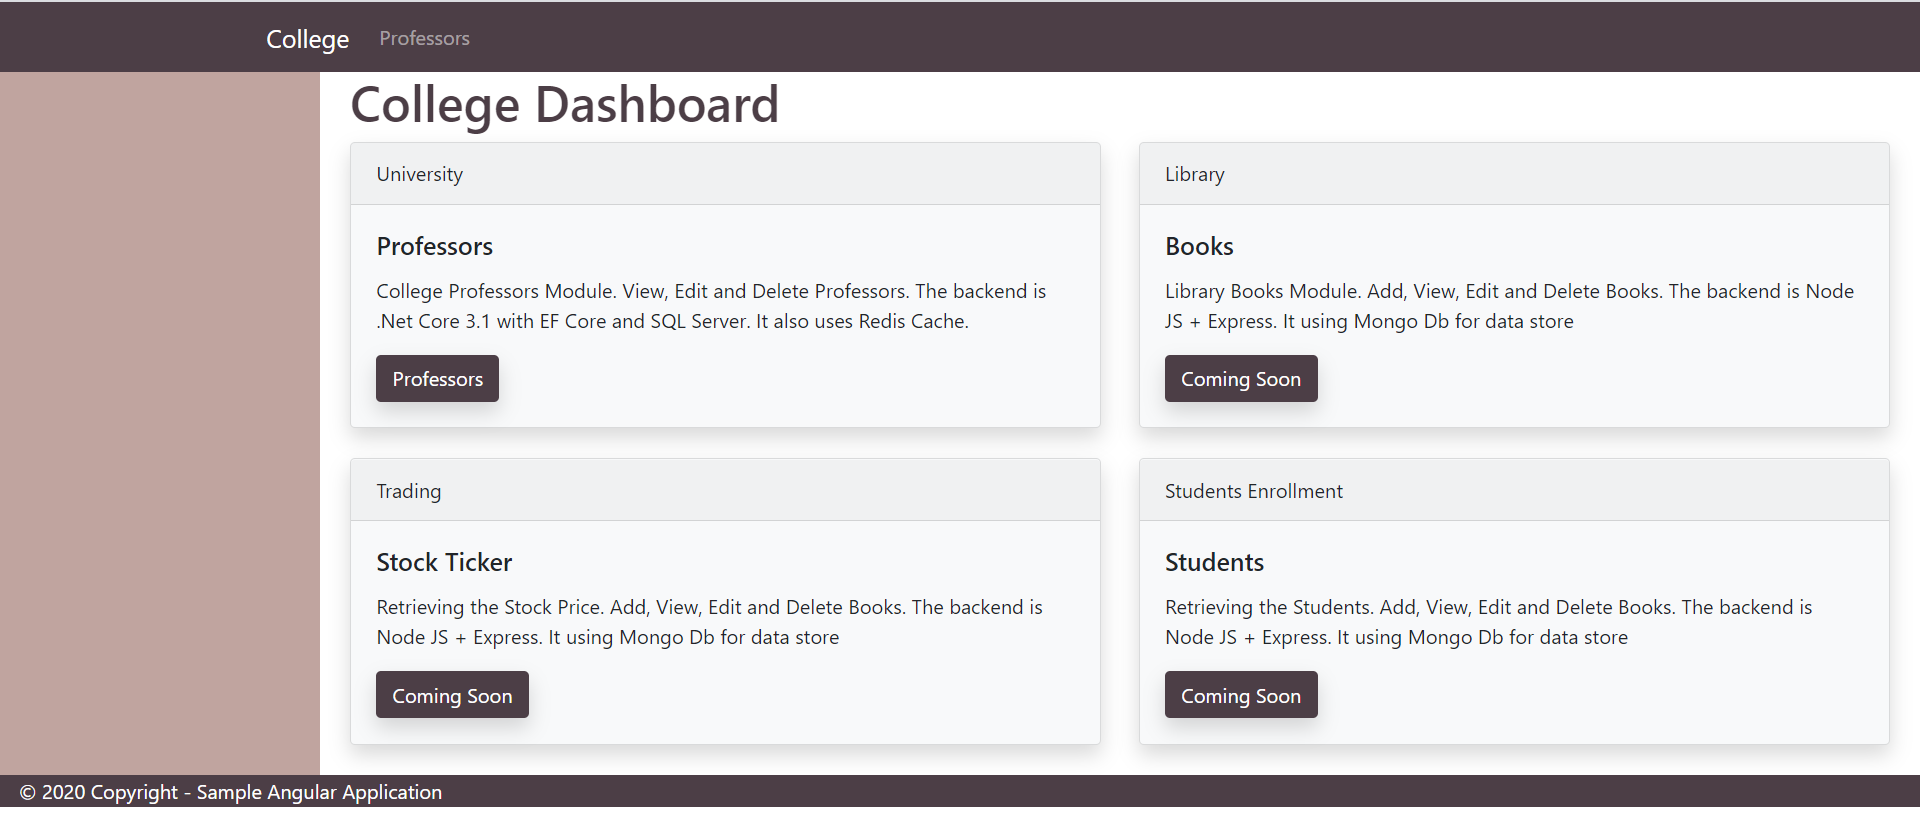 College Professors
College Dashboard
University
Professors
College Professors Module. View, Edit and Delete Professors. The backend is
.Net Core 3.1 with EF Core and SQL Server. It also uses Redis Cache.
Professors
Library
Books
Library Books Module. Add, View, Edit and Delete Books. The backend is Node
JS + Express. It using Mongo Db for data store
Coming Soon
Trading
Stock Ticker
Retrieving the Stock Price. Add, View, Edit and Delete Books. The backend is
Node JS + Express. It using Mongo Db for data store
Coming Soon
Students Enrollment
Students
Retrieving the Students. Add, View, Edit and Delete Books. The backend is
Node JS + Express. It using Mongo Db for data store
Coming Soon
© 2020 Copyright - Sample Angular Application